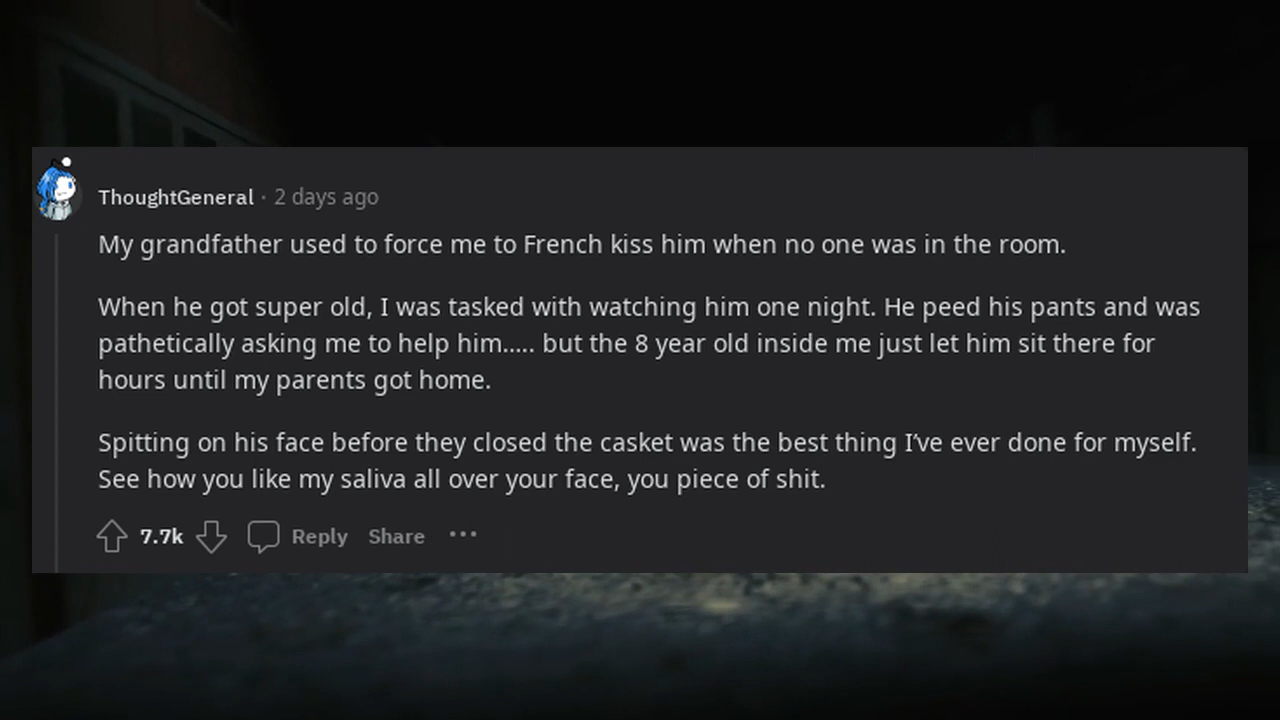 ThoughtGeneral · 2 days ago
My grandfather used to force me to French kiss him when no one was in the room.
When he got super old, I was tasked with watching him one night. He peed his pants and was
pathetically asking me to help him..... but the 8 year old inside me just let him sit there for
hours until my parents got home.
Spitting on his face before they closed the casket was the best thing I’ve ever done for myself.
See how you like my saliva all over your face, you piece of shit.
7.7k Reply Share